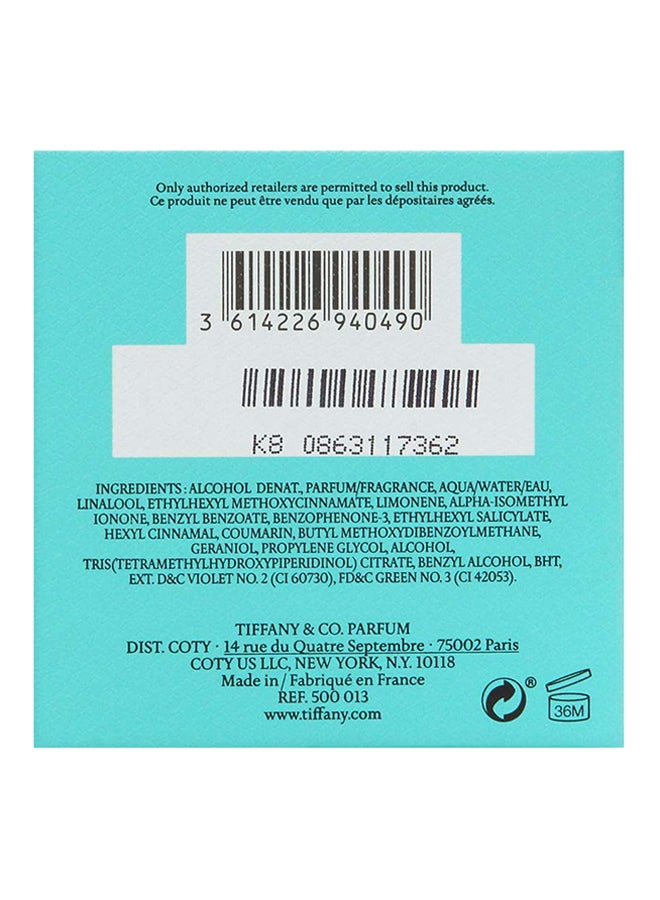 Only authorized retailers are permitted to sell this product.
Ce produit ne peut être vendu que par les dépositaires agréés.
3 614226 940490
K8 0863117362
INGREDIENTS : ALCOHOL DENAT., PARFUM/FRAGRANCE, AQUA/WATER/EAU,
LINALOOL, ETHYLHEXYL METHOXYCINNAMATE, LIMONENE, ALPHA-ISOMETHYL
IONONE, BENZYL BENZOATE, BENZOPHENONE-3, ETHYLHEXYL SALICYLATE,
HEXYL CINNAMAL, COUMARIN, BUTYL METHOXYDIBENZOYLMETHANE,
GERANIOL, PROPYLENE GLYCOL, ALCOHOL,
TRIS(TETRAMETHYLHYDROXYPIPERIDINOL) CITRATE, BENZYL ALCOHOL, BHT,
EXT. D&C VIOLET NO. 2 (CI 60730), FD&C GREEN NO. 3 (CI 42053).
TIFFANY & CO. PARFUM
DIST. COTY · 14 rue du Quatre Septembre · 75002 Paris
COTY US LLC, NEW YORK, N.Y. 10118
Made in / Fabriqué en France
REF. 500 013
www.tiffany.com
®
36M